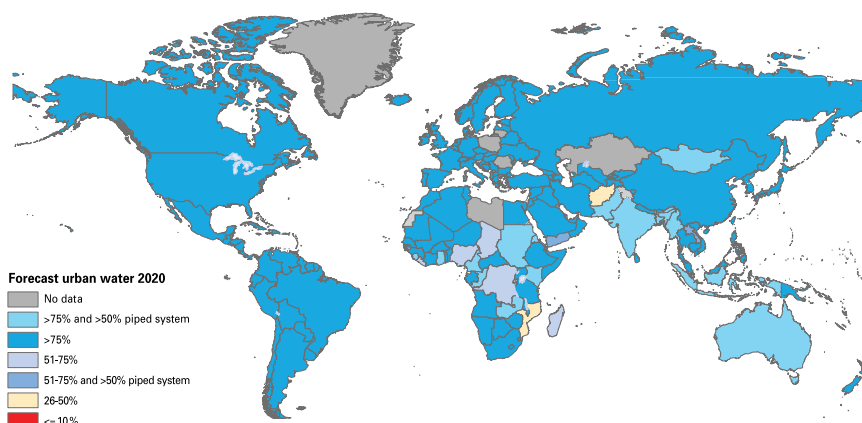 Forecast urban water 2020
No data
>75% and >50% piped system
>75%
51-75%
51-75% and >50% piped system
26-50%
<=10%